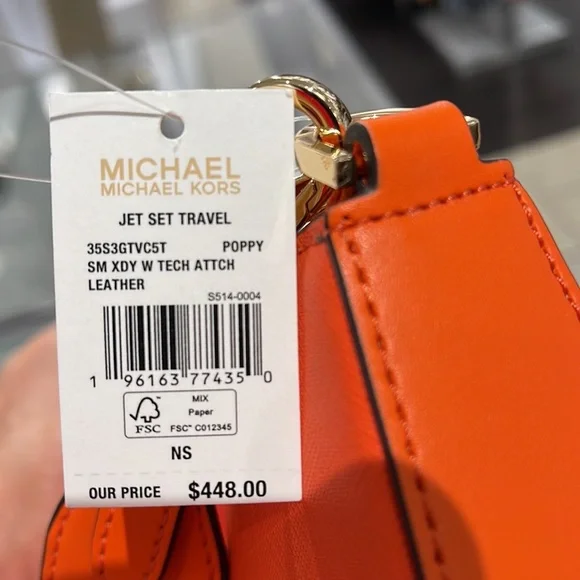 MICHAEL
MICHAEL KORS
JET SET TRAVEL
35S3GTVC5T POPPY
SM XDY W TECH ATTCH
LEATHER
S514-0004
1 96163 77435 0
MIX
Paper
FSC
FSC™ C012345
NS
OUR PRICE $448.00